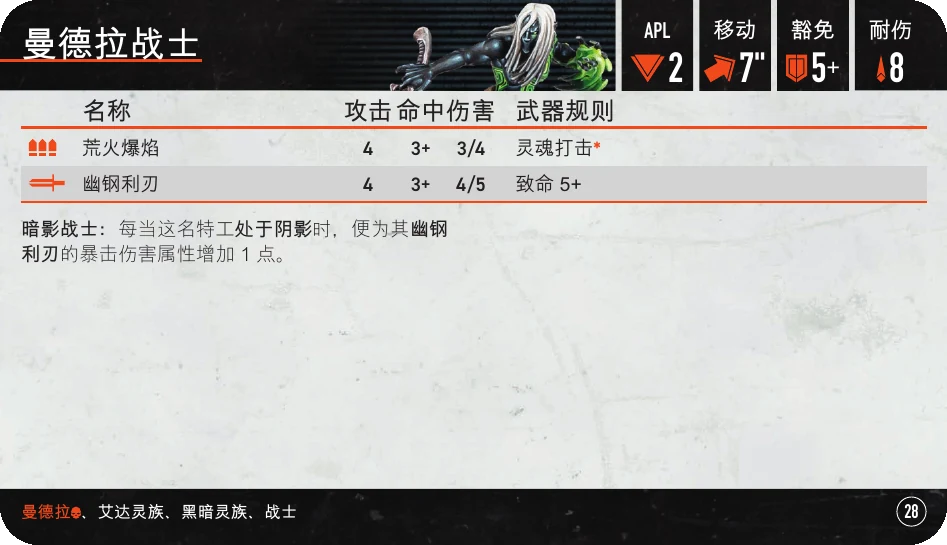 曼德拉战士
APL 移动 豁免 耐伤
2 7" 5+ 8
名称 攻击 命中 伤害 武器规则
荒火爆焰 4 3+ 3/4 灵魂打击*
幽钢利刃 4 3+ 4/5 致命 5+
暗影战士：每当这名特工处于阴影时，便为其幽钢
利刃的暴击伤害属性增加 1 点。
曼德拉、艾达灵族、黑暗灵族、战士
28